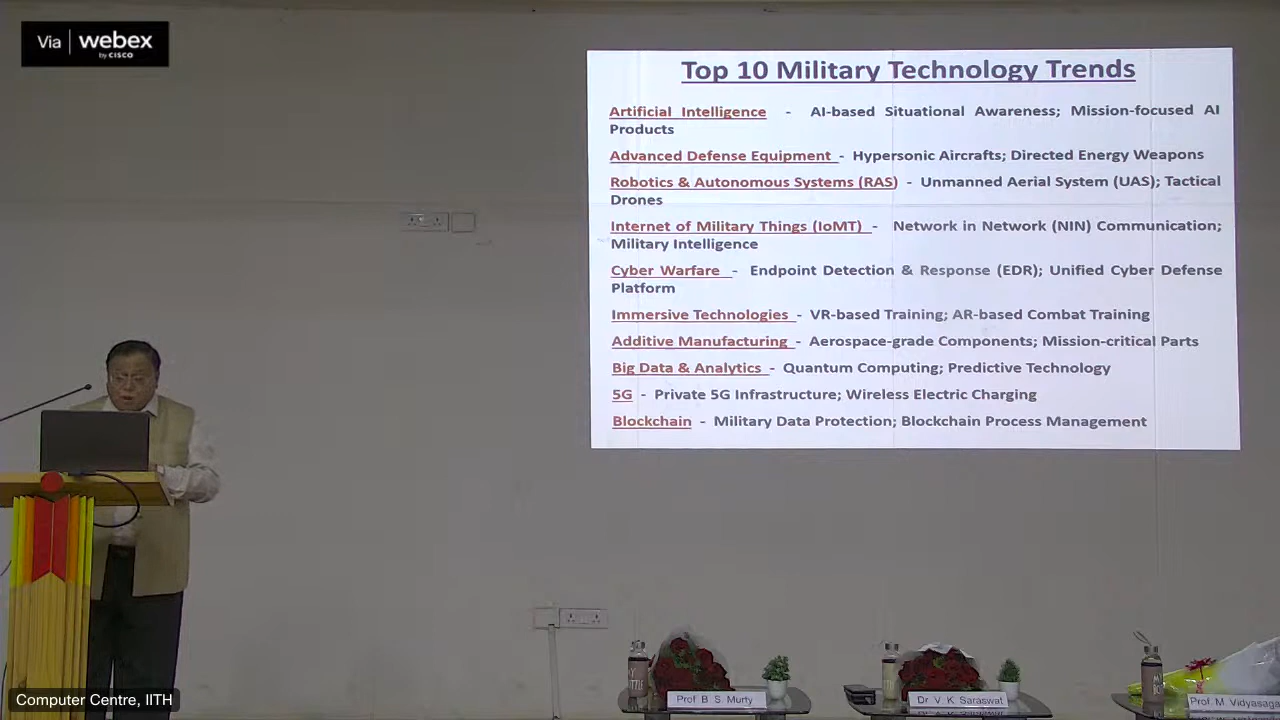 Via webex
by CISCO
Top 10 Military Technology Trends
Artificial Intelligence - AI-based Situational Awareness; Mission-focused AI
Products
Advanced Defense Equipment - Hypersonic Aircrafts; Directed Energy Weapons
Robotics & Autonomous Systems (RAS) - Unmanned Aerial System (UAS); Tactical
Drones
Internet of Military Things (IoMT) - Network in Network (NIN) Communication;
Military Intelligence
Cyber Warfare - Endpoint Detection & Response (EDR); Unified Cyber Defense
Platform
Immersive Technologies - VR-based Training; AR-based Combat Training
Additive Manufacturing - Aerospace-grade Components; Mission-critical Parts
Big Data & Analytics - Quantum Computing; Predictive Technology
5G - Private 5G Infrastructure; Wireless Electric Charging
Blockchain - Military Data Protection; Blockchain Process Management
Prof B. S. Murty
Dr V. K. Saraswat
Prof. M. Vidyasaga
Computer Centre, IITH